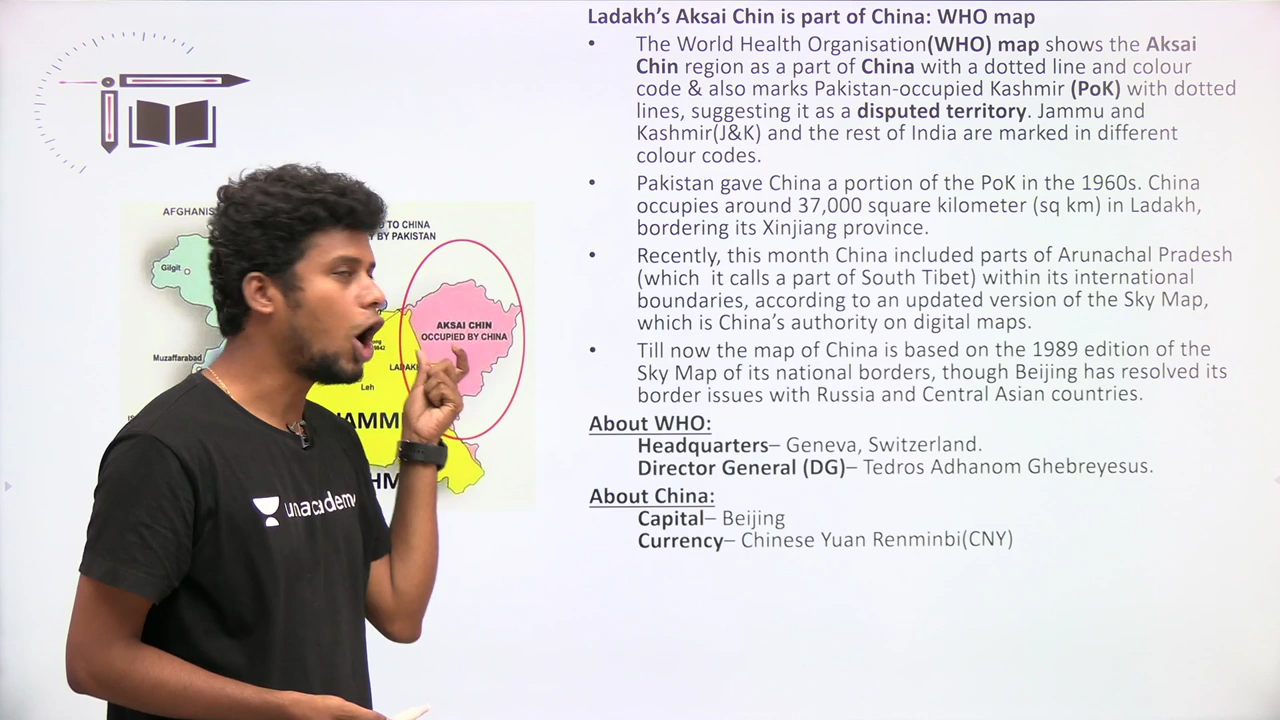 Ladakh's Aksai Chin is part of China: WHO map
• The World Health Organisation(WHO) map shows the Aksai
Chin region as a part of China with a dotted line and colour
code & also marks Pakistan-occupied Kashmir (PoK) with dotted
lines, suggesting it as a disputed territory. Jammu and
Kashmir(J&K) and the rest of India are marked in different
colour codes.
• Pakistan gave China a portion of the PoK in the 1960s. China
occupies around 37,000 square kilometer (sq km) in Ladakh,
bordering its Xinjiang province.
• Recently, this month China included parts of Arunachal Pradesh
(which it calls a part of South Tibet) within its international
boundaries, according to an updated version of the Sky Map,
which is China's authority on digital maps.
• Till now the map of China is based on the 1989 edition of the
Sky Map of its national borders, though Beijing has resolved its
border issues with Russia and Central Asian countries.
About WHO:
Headquarters– Geneva, Switzerland.
Director General (DG)– Tedros Adhanom Ghebreyesus.
About China:
Capital– Beijing
Currency– Chinese Yuan Renminbi(CNY)
AFGHANIS
D TO CHINA
Y BY PAKISTAN
Gilgit
AKSAI CHIN
OCCUPIED BY CHINA
Muzaffarabad
LADAKH
Leh
JAMM
HM
unacademy